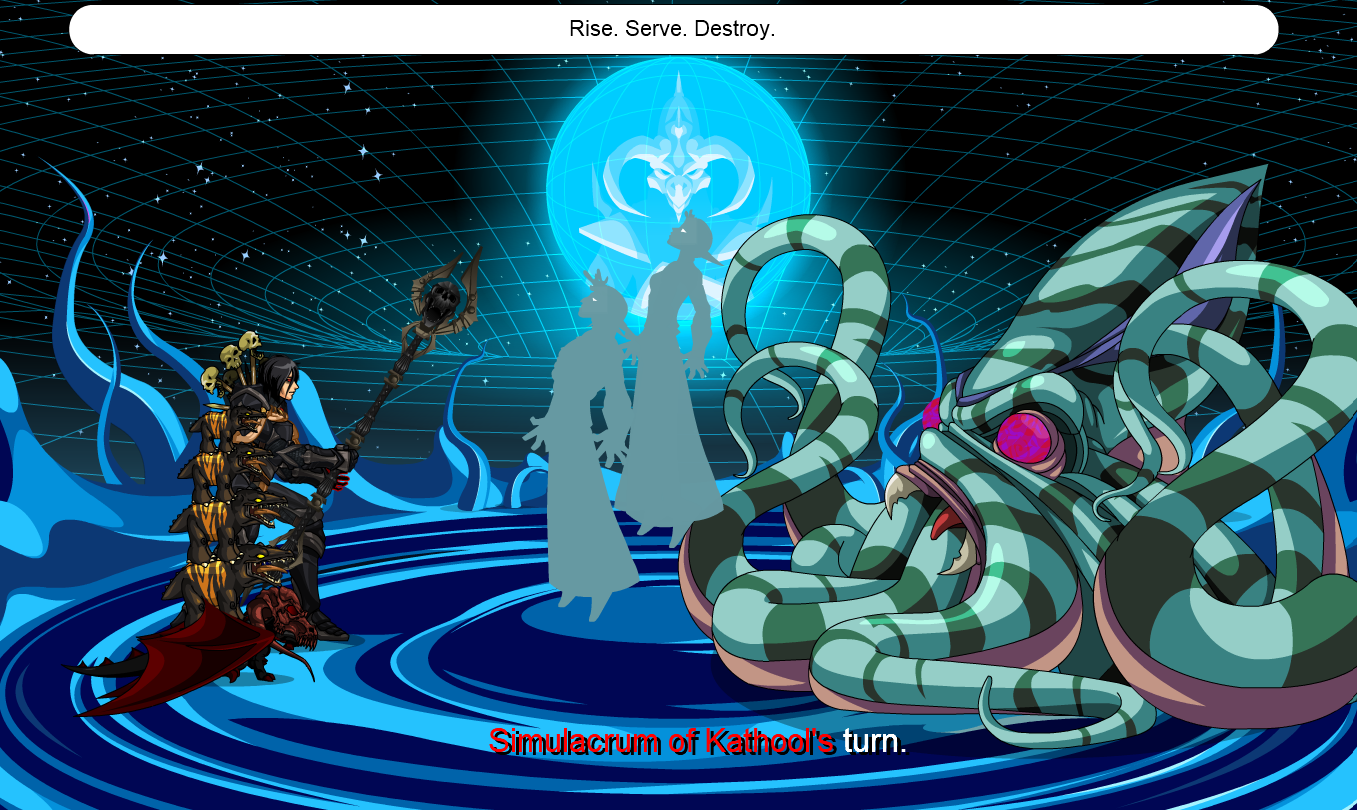 Rise. Serve. Destroy.
Simulacrum of Kathool's turn.